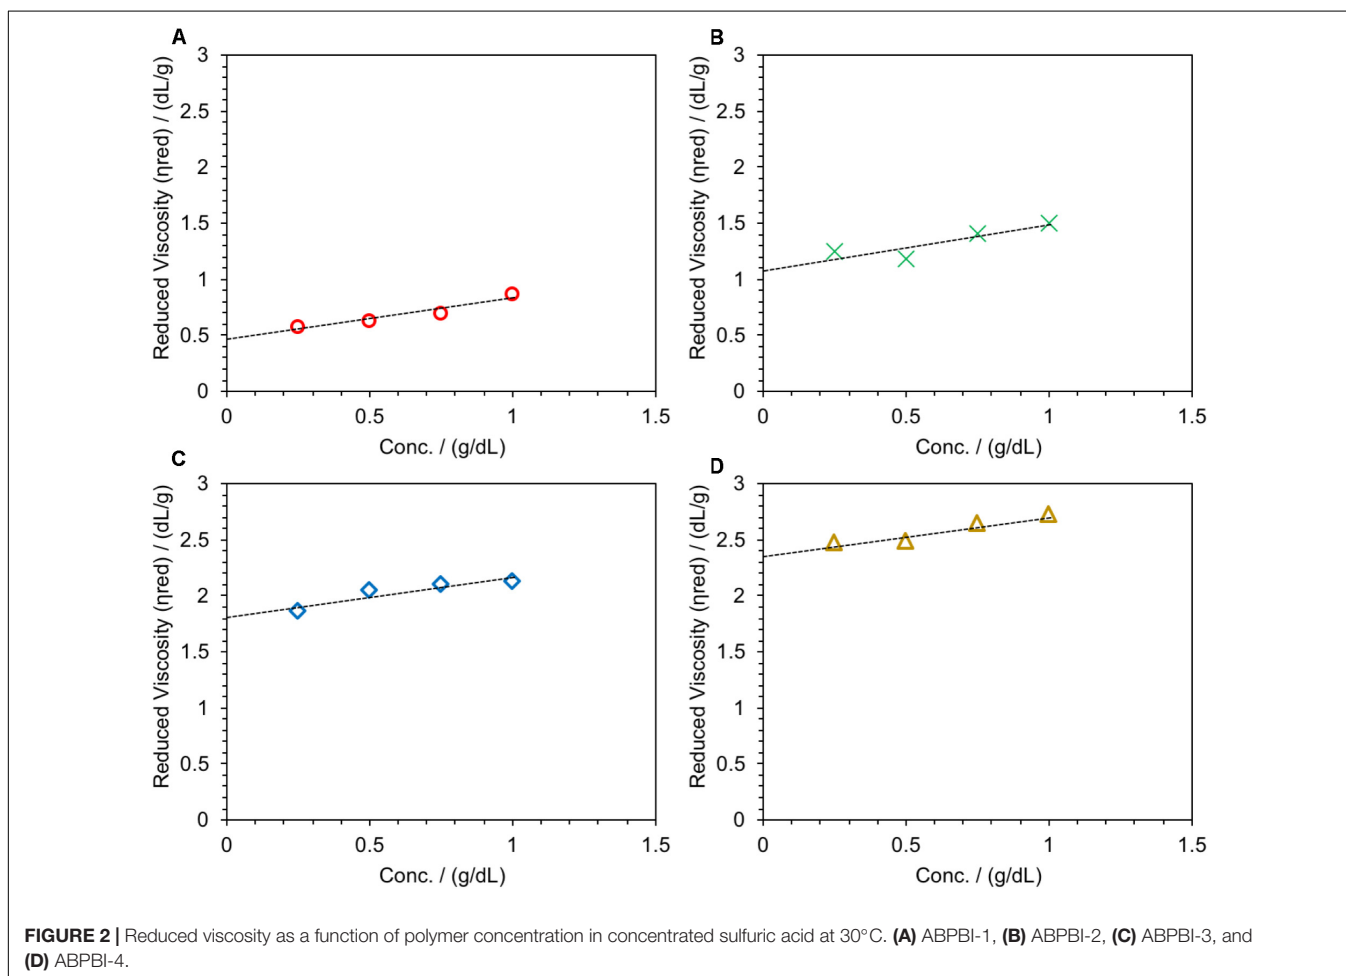 A
3
2.5
2
1.5
1
0.5
0
0 0.5 1 1.5
Reduced Viscosity (ηred) / (dL/g)
Conc. / (g/dL)
B
3
2.5
2
1.5
1
0.5
0
0 0.5 1 1.5
Reduced Viscosity (ηred) / (dL/g)
Conc. / (g/dL)
C
3
2.5
2
1.5
1
0.5
0
0 0.5 1 1.5
Reduced Viscosity (ηred) / (dL/g)
Conc. / (g/dL)
D
3
2.5
2
1.5
1
0.5
0
0 0.5 1 1.5
Reduced Viscosity (ηred) / (dL/g)
Conc. / (g/dL)
FIGURE 2 | Reduced viscosity as a function of polymer concentration in concentrated sulfuric acid at 30°C. (A) ABPBI-1, (B) ABPBI-2, (C) ABPBI-3, and
(D) ABPBI-4.